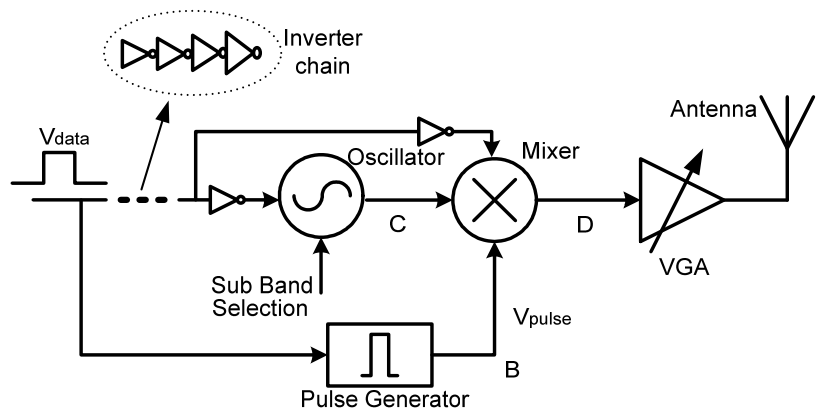 Inverter
chain
Antenna
Vdata
Oscillator
Mixer
C
D
VGA
Sub Band
Selection
Vpulse
B
Pulse Generator